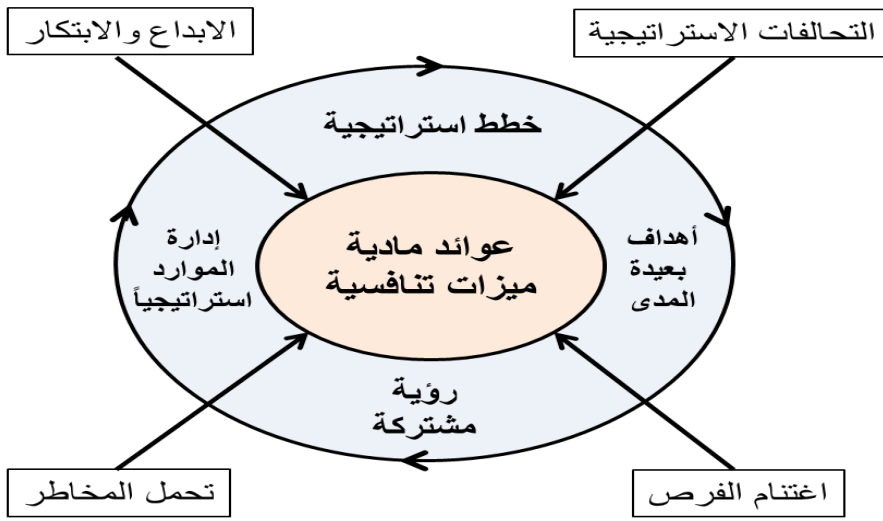 التحالفات الاستراتيجية
الابداع والابتكار
خطط استراتيجية
أهداف
بعيدة
المدى
عوائد مادية
ميزات تنافسية
إدارة
الموارد
استراتيجياً
رؤية
مشتركة
اغتنام الفرص
تحمل المخاطر